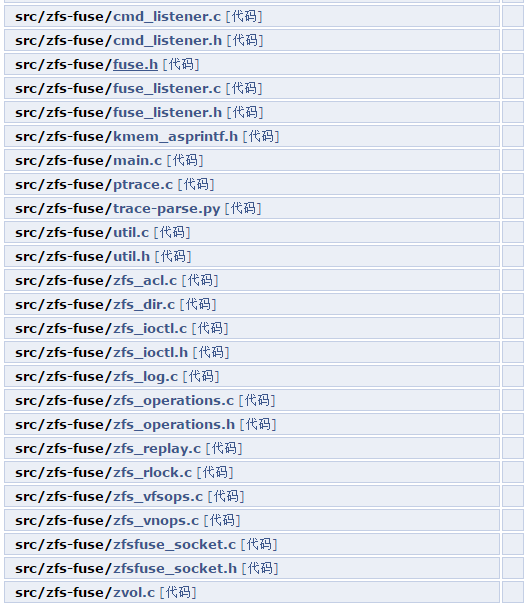 src/zfs-fuse/cmd_listener.c [代码]
src/zfs-fuse/cmd_listener.h [代码]
src/zfs-fuse/fuse.h [代码]
src/zfs-fuse/fuse_listener.c [代码]
src/zfs-fuse/fuse_listener.h [代码]
src/zfs-fuse/kmem_asprintf.h [代码]
src/zfs-fuse/main.c [代码]
src/zfs-fuse/ptrace.c [代码]
src/zfs-fuse/trace-parse.py [代码]
src/zfs-fuse/util.c [代码]
src/zfs-fuse/util.h [代码]
src/zfs-fuse/zfs_acl.c [代码]
src/zfs-fuse/zfs_dir.c [代码]
src/zfs-fuse/zfs_ioctl.c [代码]
src/zfs-fuse/zfs_ioctl.h [代码]
src/zfs-fuse/zfs_log.c [代码]
src/zfs-fuse/zfs_operations.c [代码]
src/zfs-fuse/zfs_operations.h [代码]
src/zfs-fuse/zfs_replay.c [代码]
src/zfs-fuse/zfs_rlock.c [代码]
src/zfs-fuse/zfs_vfsops.c [代码]
src/zfs-fuse/zfs_vnops.c [代码]
src/zfs-fuse/zfsfuse_socket.c [代码]
src/zfs-fuse/zfsfuse_socket.h [代码]
src/zfs-fuse/zvol.c [代码]